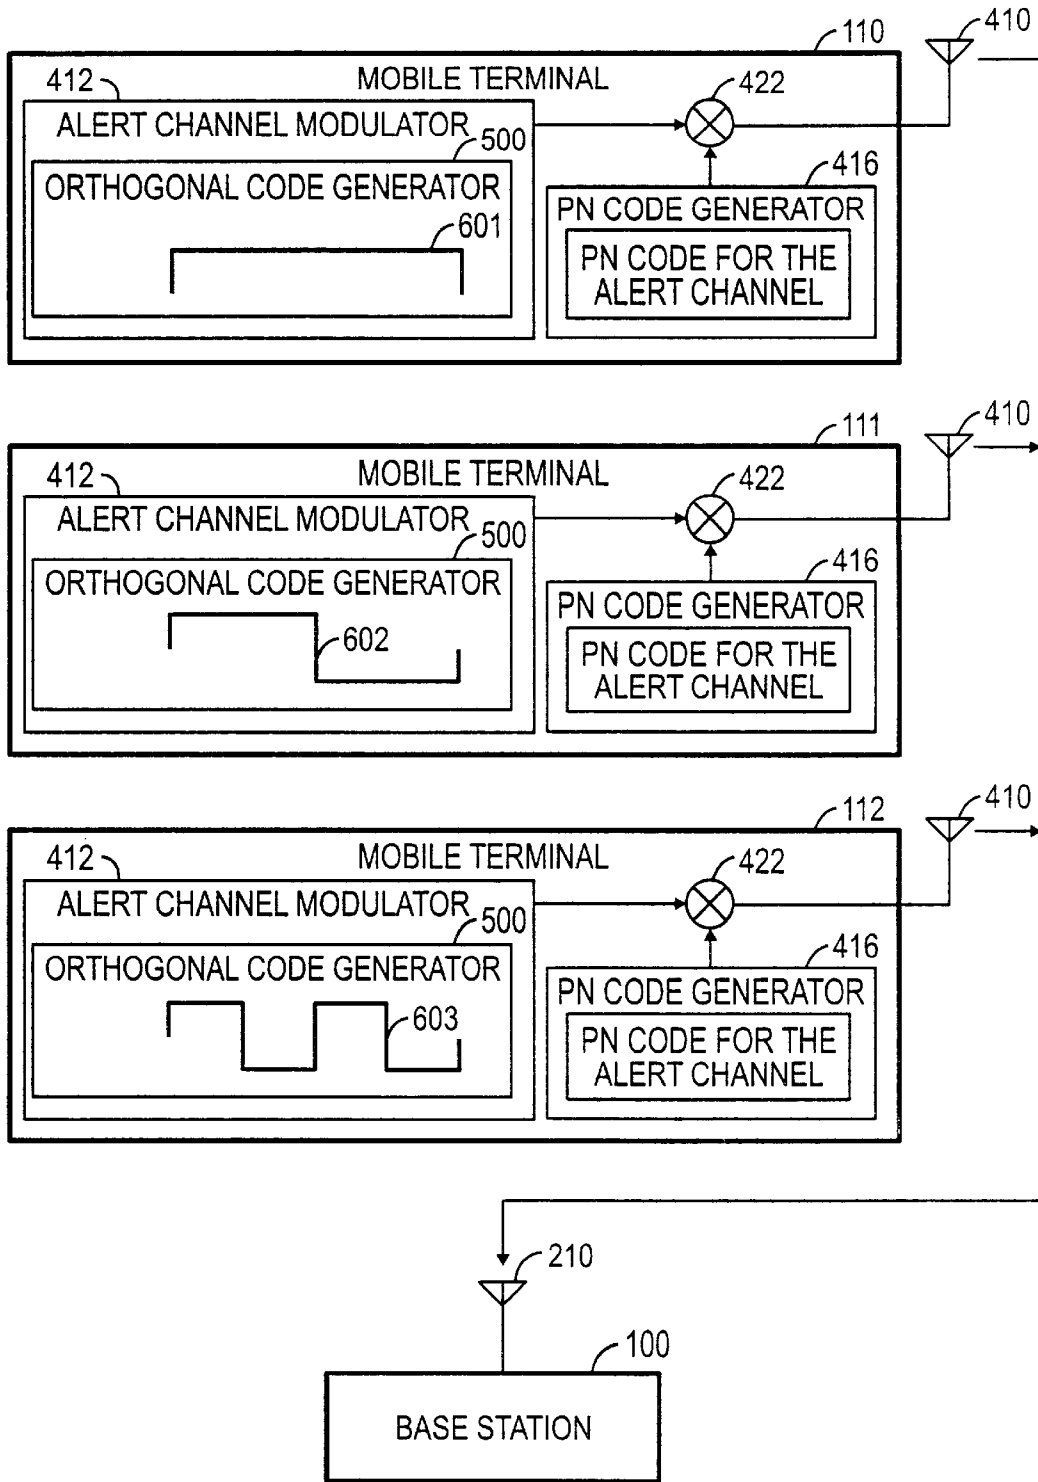 110
410
412
MOBILE TERMINAL
422
ALERT CHANNEL MODULATOR
500
416
ORTHOGONAL CODE GENERATOR
PN CODE GENERATOR
601
PN CODE FOR THE
ALERT CHANNEL
111
410
412
MOBILE TERMINAL
422
ALERT CHANNEL MODULATOR
500
416
ORTHOGONAL CODE GENERATOR
PN CODE GENERATOR
602
PN CODE FOR THE
ALERT CHANNEL
112
410
412
MOBILE TERMINAL
422
ALERT CHANNEL MODULATOR
500
416
ORTHOGONAL CODE GENERATOR
PN CODE GENERATOR
603
PN CODE FOR THE
ALERT CHANNEL
210
100
BASE STATION